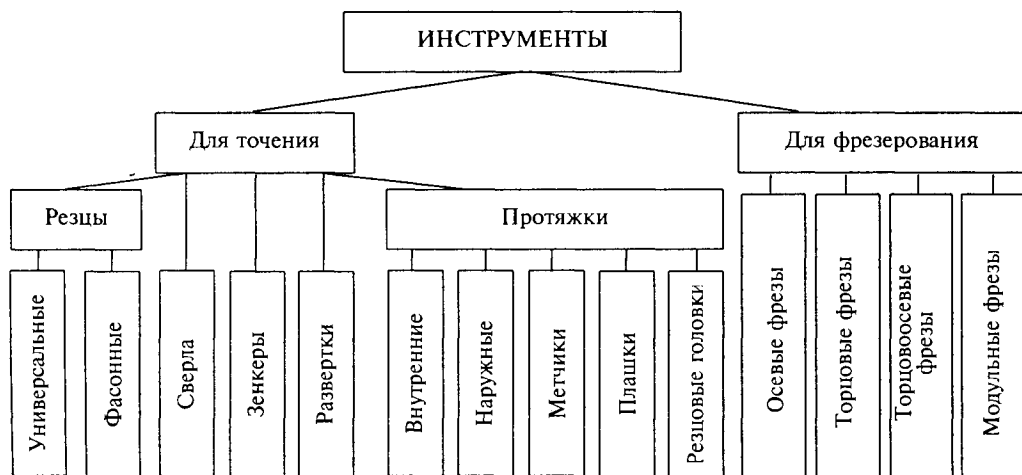 ИНСТРУМЕНТЫ
Для точения
Для фрезерования
Резцы
Протяжки
Универсальные
Фасонные
Сверла
Зенкеры
Развертки
Внутренние
Наружные
Метчики
Плашки
Резцовые головки
Осевые фрезы
Торцовые фрезы
Торцовоосевые
фрезы
Модульные фрезы